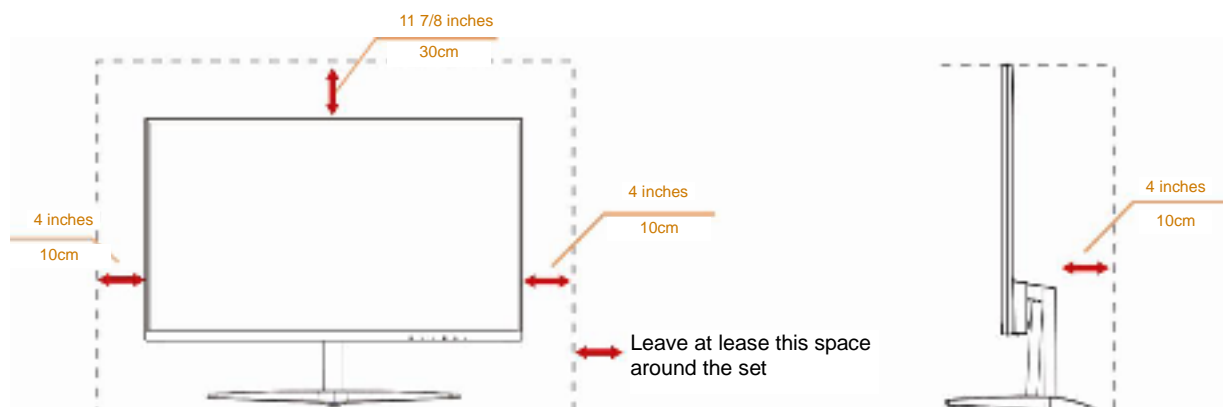 11 7/8 inches
30cm
4 inches
10cm
4 inches
10cm
4 inches
10cm
Leave at lease this space
around the set